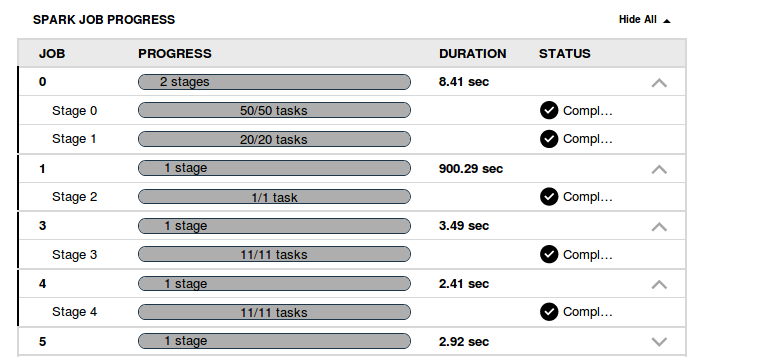 SPARK JOB PROGRESS Hide All
JOB PROGRESS DURATION STATUS
0 2 stages 8.41 sec
Stage 0 50/50 tasks Compl...
Stage 1 20/20 tasks Compl...
1 1 stage 900.29 sec
Stage 2 1/1 task Compl...
3 1 stage 3.49 sec
Stage 3 11/11 tasks Compl...
4 1 stage 2.41 sec
Stage 4 11/11 tasks Compl...
5 1 stage 2.92 sec